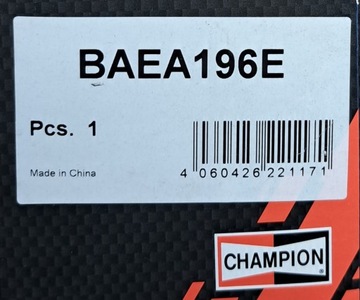 BAEA196E
Pcs. 1
Made in China
4 060426 221171
CHAMPION